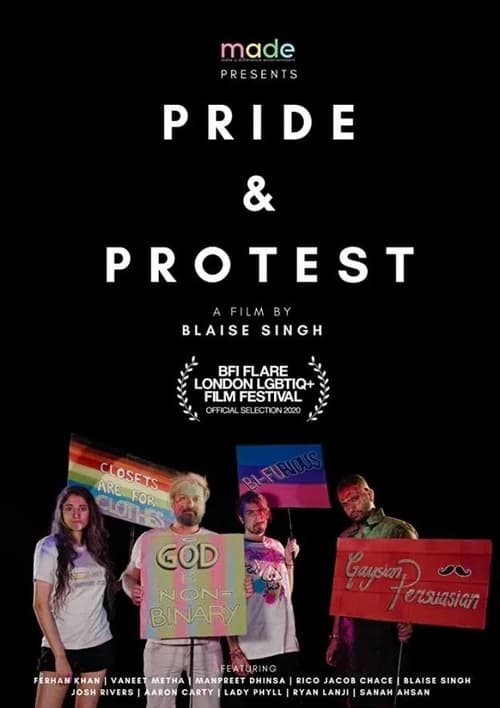 made
make a difference entertainment
PRESENTS
PRIDE
&
PROTEST
A FILM BY
BLAISE SINGH
BFI FLARE
LONDON LGBTIQ+
FILM FESTIVAL
OFFICIAL SELECTION 2020
CLOSETS
ARE FOR
CLOTHES
BI-FURIOUS
GOD
IS
NON-
BINARY
Gaysian
Persuasian
FEATURING
FERHAN KHAN | VANEET METHA | MANPREET DHINSA | RICO JACOB CHACE | BLAISE SINGH
JOSH RIVERS | AARON CARTY | LADY PHYLL | RYAN LANJI | SANAH AHSAN